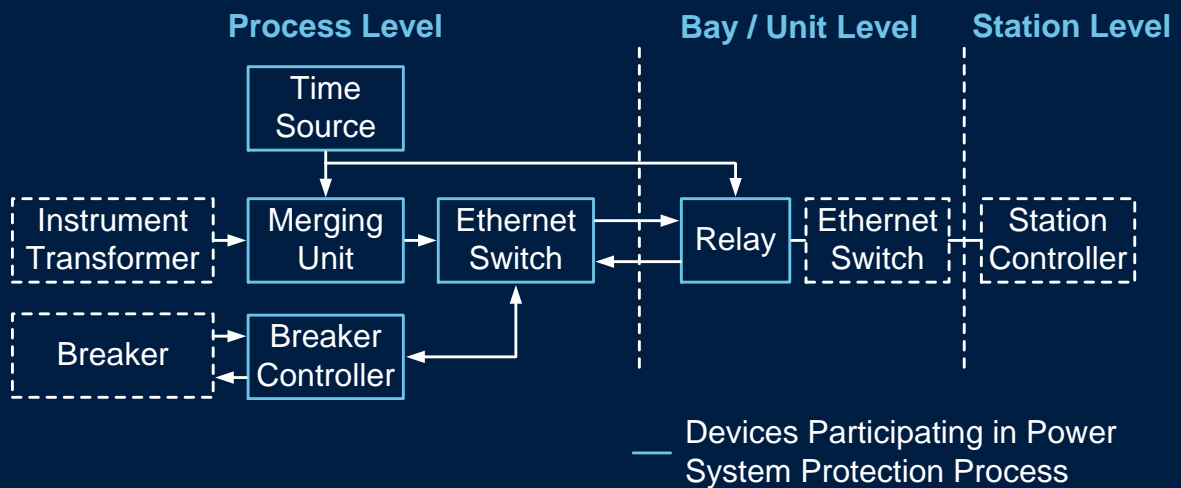 Process Level
Bay / Unit Level
Station Level
Time
Source
Instrument
Transformer
Merging
Unit
Ethernet
Switch
Relay
Ethernet
Switch
Station
Controller
Breaker
Breaker
Controller
Devices Participating in Power
System Protection Process